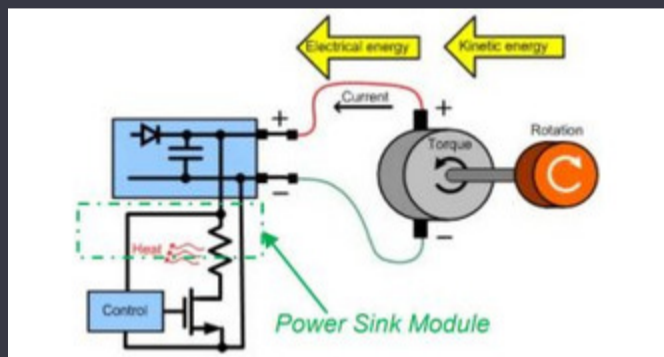 Electrical energy
Kinetic energy
+
Current
+
Rotation
Torque
−
−
Heat
Control
Power Sink Module